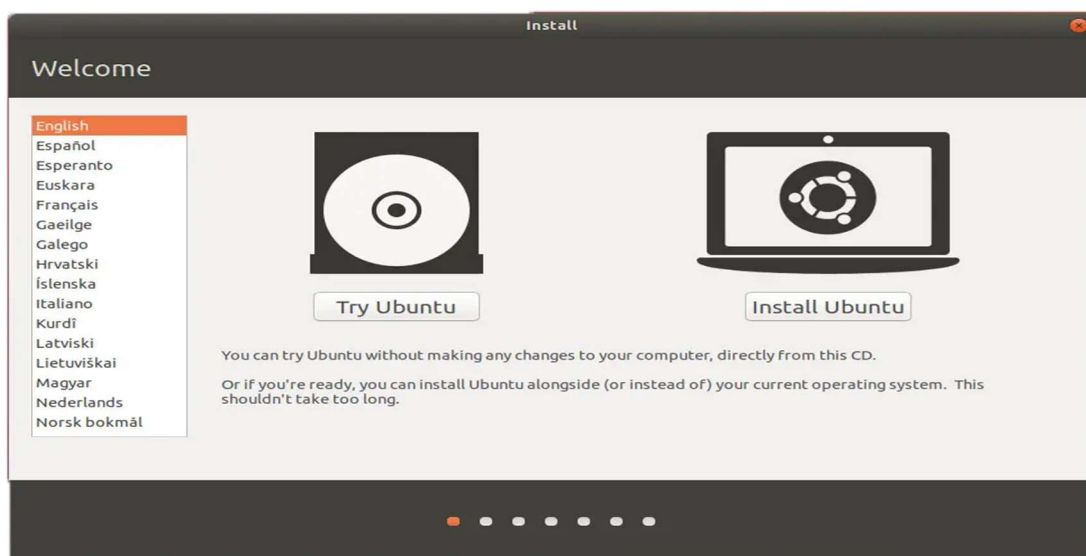 Install
Welcome
English
Español
Esperanto
Euskara
Français
Gaeilge
Galego
Hrvatski
Íslenska
Italiano
Kurdî
Latviski
Lietuviškai
Magyar
Nederlands
Norsk bokmål
Try Ubuntu
Install Ubuntu
You can try Ubuntu without making any changes to your computer, directly from this CD.
Or if you're ready, you can install Ubuntu alongside (or instead of) your current operating system. This
shouldn't take too long.